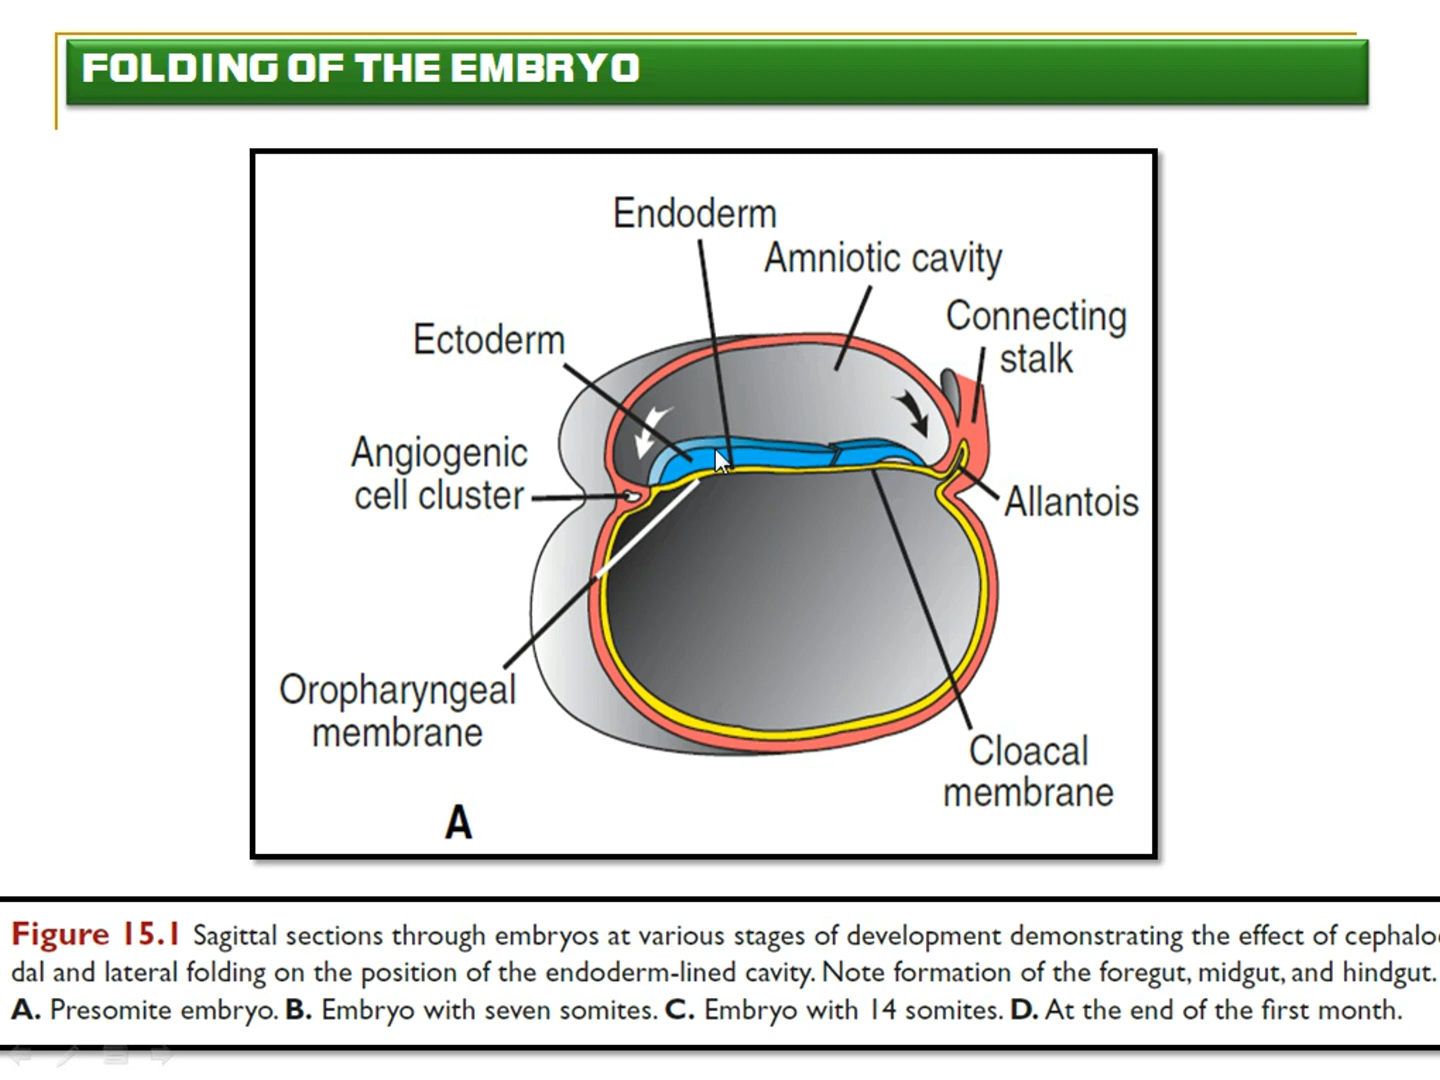 FOLDING OF THE EMBRYO
Endoderm
Amniotic cavity
Connecting
stalk
Ectoderm
Angiogenic
cell cluster
Allantois
Oropharyngeal
membrane
Cloacal
membrane
A
Figure 15.1 Sagittal sections through embryos at various stages of development demonstrating the effect of cephaloc
dal and lateral folding on the position of the endoderm-lined cavity. Note formation of the foregut, midgut, and hindgut.
A. Presomite embryo. B. Embryo with seven somites. C. Embryo with 14 somites. D. At the end of the first month.